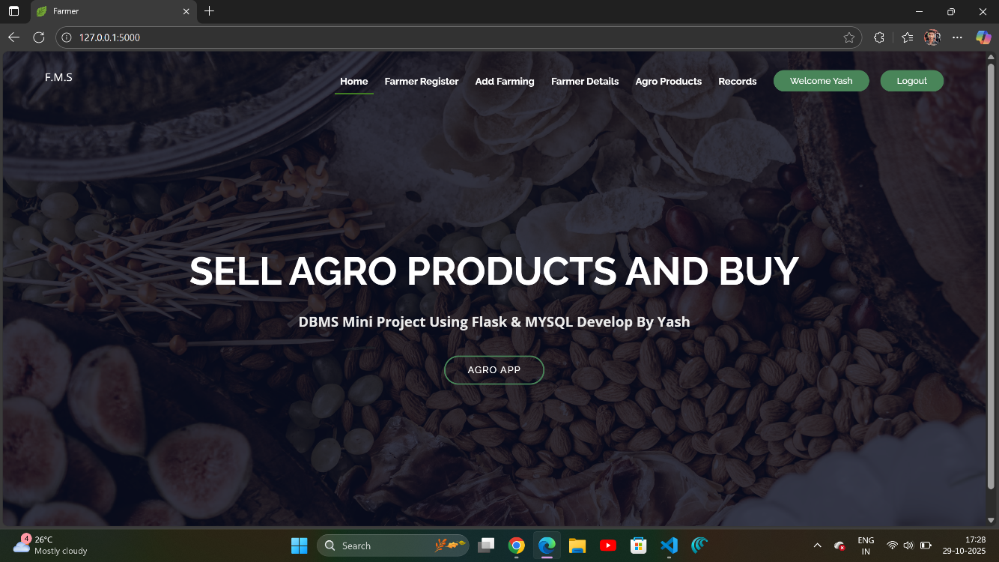 Farmer
127.0.0.1:5000
F.M.S
Home Farmer Register Add Farming Farmer Details Agro Products Records Welcome Yash Logout
SELL AGRO PRODUCTS AND BUY
DBMS Mini Project Using Flask & MYSQL Develop By Yash
AGRO APP
4
26°C
Mostly cloudy
Search
ENG
IN
17:28
29-10-2025